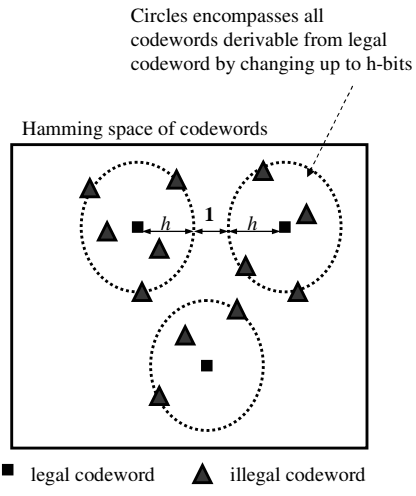 Circles encompasses all
codewords derivable from legal
codeword by changing up to h-bits
Hamming space of codewords
h 1 h
legal codeword illegal codeword